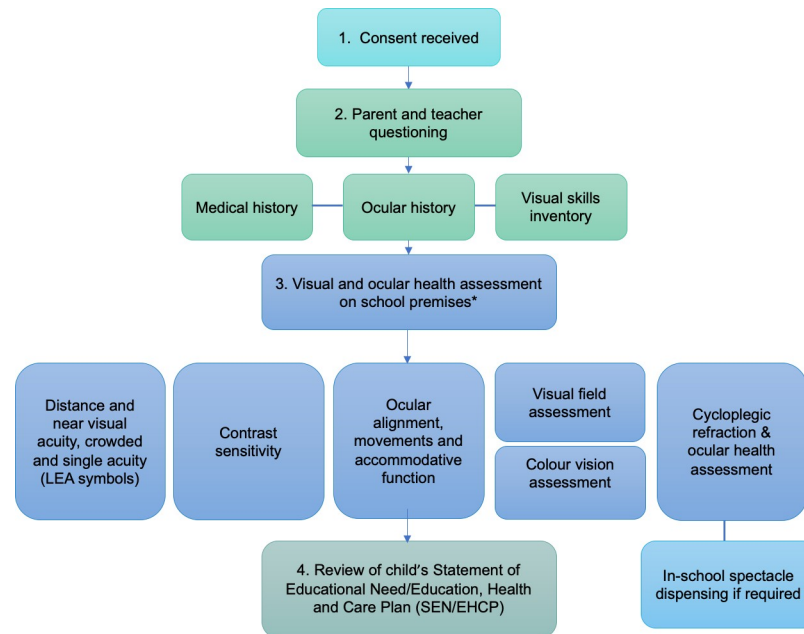 1. Consent received
2. Parent and teacher
questioning
Medical history
Ocular history
Visual skills
inventory
3. Visual and ocular health assessment
on school premises*
Distance and
near visual
acuity, crowded
and single acuity
(LEA symbols)
Contrast
sensitivity
Ocular
alignment,
movements and
accommodative
function
Visual field
assessment
Colour vision
assessment
Cycloplegic
refraction &
ocular health
assessment
4. Review of child's Statement of
Educational Need/Education, Health
and Care Plan (SEN/EHCP)
In-school spectacle
dispensing if required